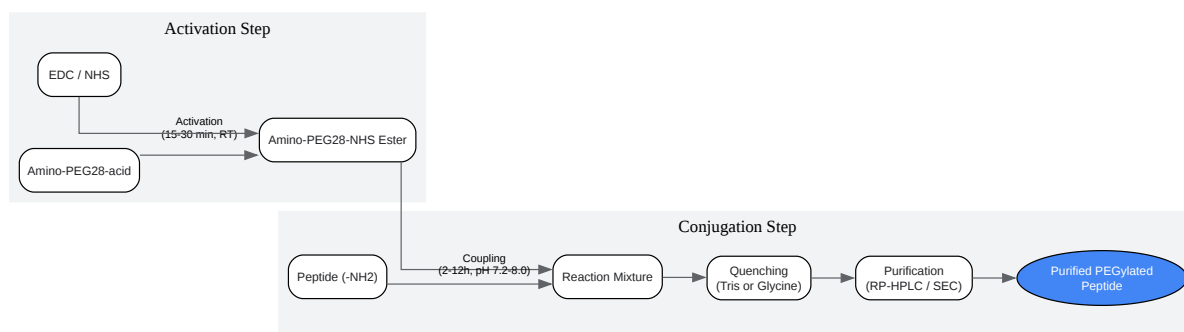 Activation Step
EDC / NHS
Activation
(15-30 min, RT)
Amino-PEG28-NHS Ester
Amino-PEG28-acid
Conjugation Step
Peptide (-NH2)
Coupling
(2-12h, pH 7.2-8.0)
Reaction Mixture
Quenching
(Tris or Glycine)
Purification
(RP-HPLC / SEC)
Purified PEGylated
Peptide